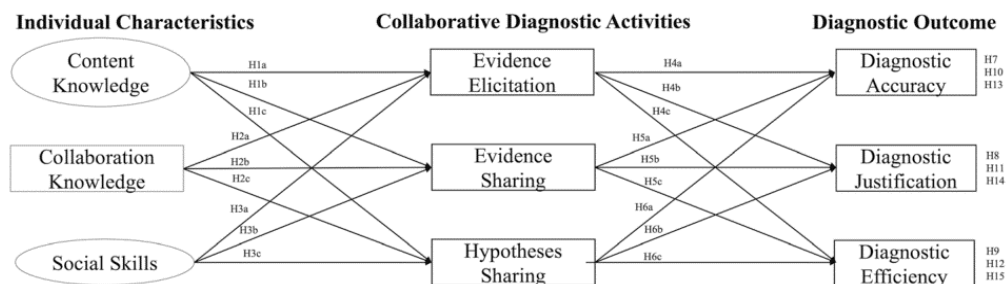 Individual Characteristics
Collaborative Diagnostic Activities
Diagnostic Outcome
Content
Knowledge
H1a
H1b
H1c
Evidence
Elicitation
H4a
H4b
H4c
Diagnostic
Accuracy
H7
H10
H13
Collaboration
Knowledge
H2a
H2b
H2c
Evidence
Sharing
H5a
H5b
H5c
Diagnostic
Justification
H8
H11
H14
Social Skills
H3a
H3b
H3c
Hypotheses
Sharing
H6a
H6b
H6c
Diagnostic
Efficiency
H9
H12
H15